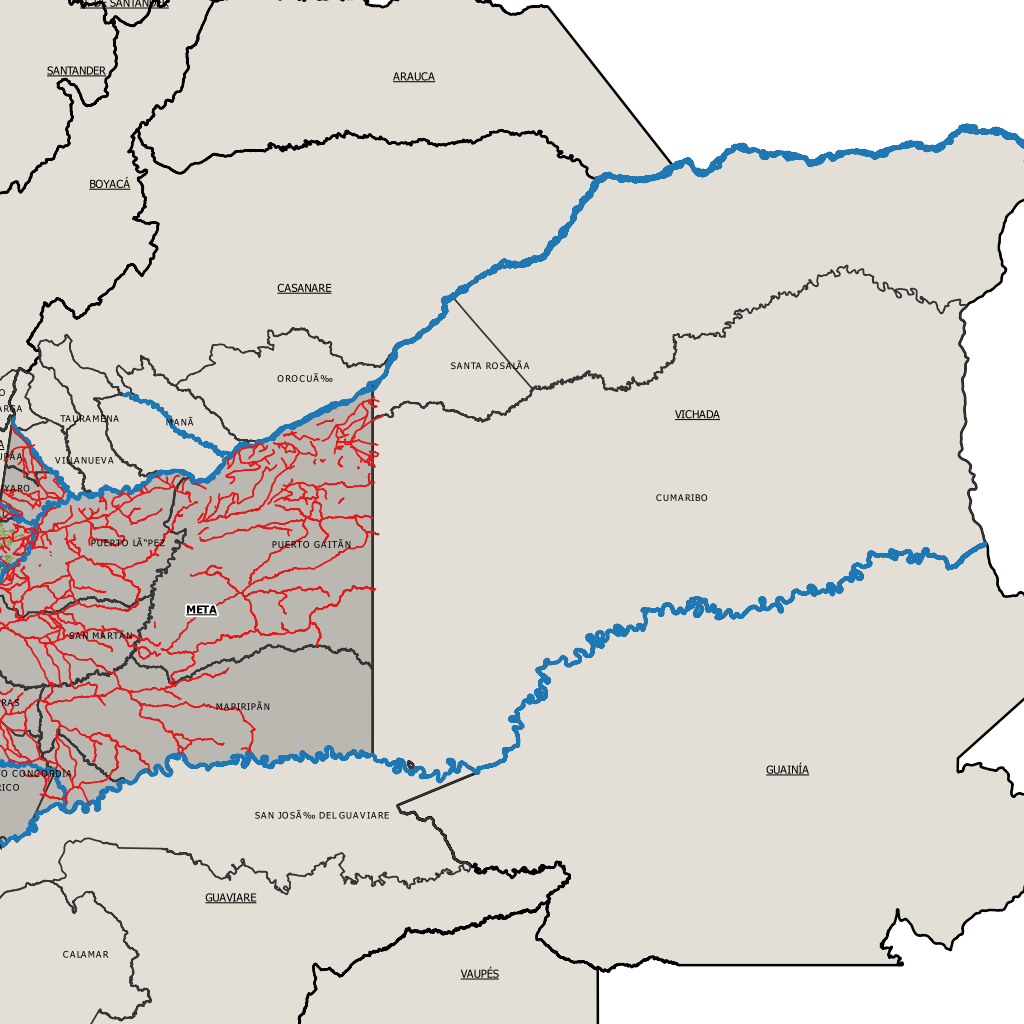 DE SANTANDER
SANTANDER
ARAUCA
BOYACÁ
CASANARE
SANTA ROSALÃA
OROCUÃ‰
TAURAMENA
MANÃ
VICHADA
VILLANUEVA
CUMARIBO
PUERTO LÃ“PEZ
PUERTO GAITÃN
META
SAN MARTÃN
MAPIRIPÃN
CONCORDIA
GUAINÍA
SAN JOSÃ‰ DEL GUAVIARE
GUAVIARE
CALAMAR
VAUPÉS